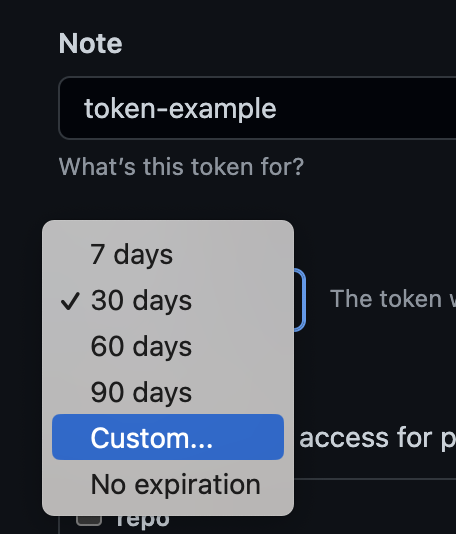 Note
token-example
What's this token for?
7 days
✓ 30 days
The token
60 days
90 days
Custom...
access for p
No expiration
repo